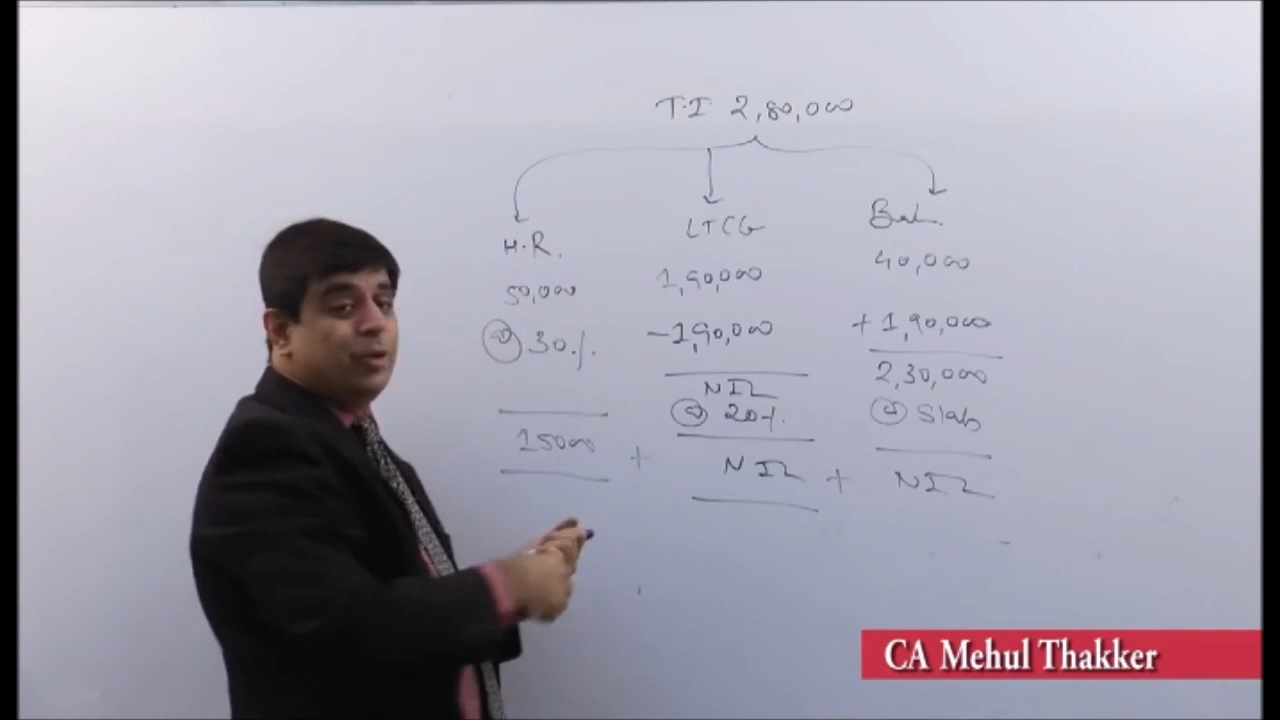 T.I 2,80,000
H.R.
50,000
@ 30%
15000
+
LTCG
1,90,000
-1,90,000
NIL
@ 20%
NIL
+
Bal.
40,000
+ 1,90,000
2,30,000
@ Slab
NIL
CA Mehul Thakker